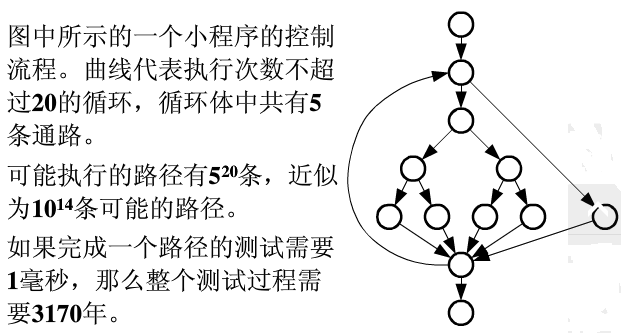 图中所示的一个小程序的控制
流程。曲线代表执行次数不超
过20的循环，循环体中共有5
条通路。
可能执行的路径有5²⁰条，近似
为10¹⁴条可能的路径。
如果完成一个路径的测试需要
1毫秒，那么整个测试过程需
要3170年。